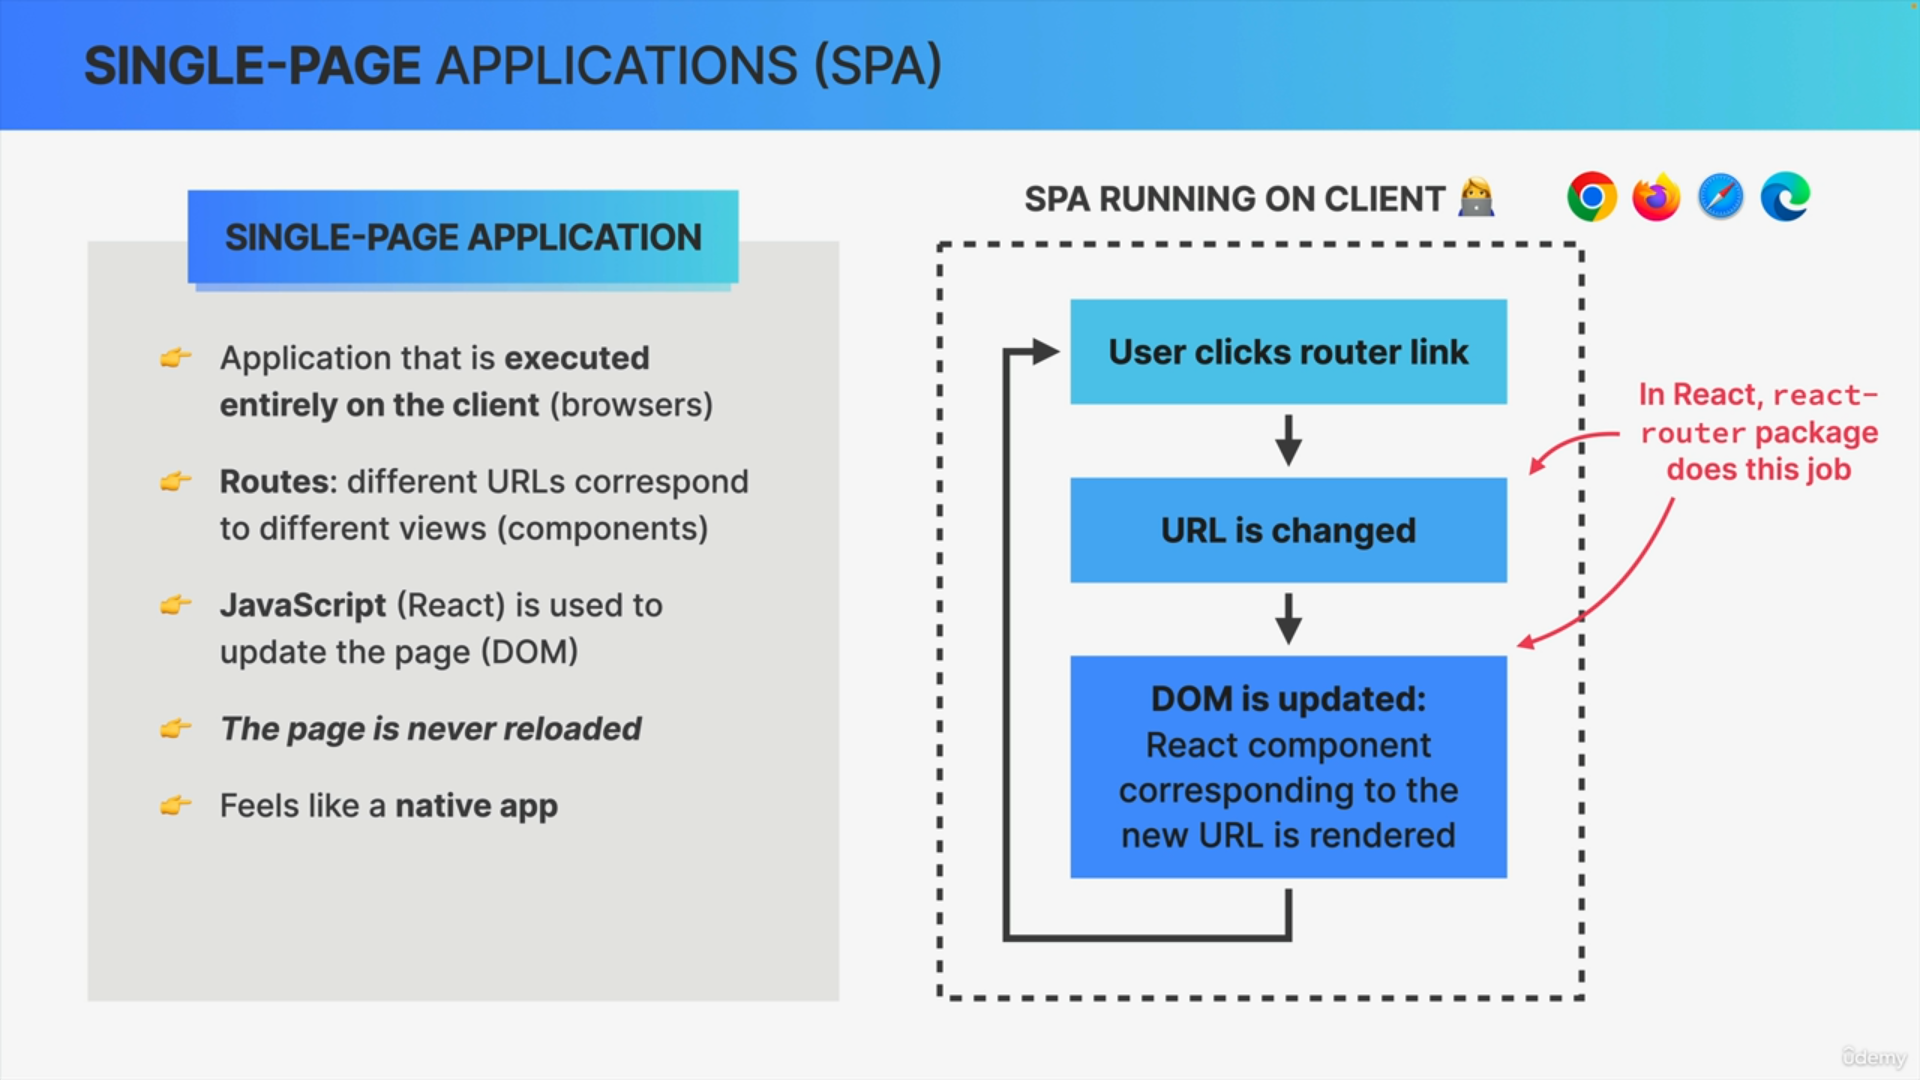 SINGLE-PAGE APPLICATIONS (SPA)
SINGLE-PAGE APPLICATION
Application that is executed
entirely on the client (browsers)
Routes: different URLs correspond
to different views (components)
JavaScript (React) is used to
update the page (DOM)
The page is never reloaded
Feels like a native app
SPA RUNNING ON CLIENT
User clicks router link
URL is changed
DOM is updated:
React component
corresponding to the
new URL is rendered
In React, react-
router package
does this job
ûdemy